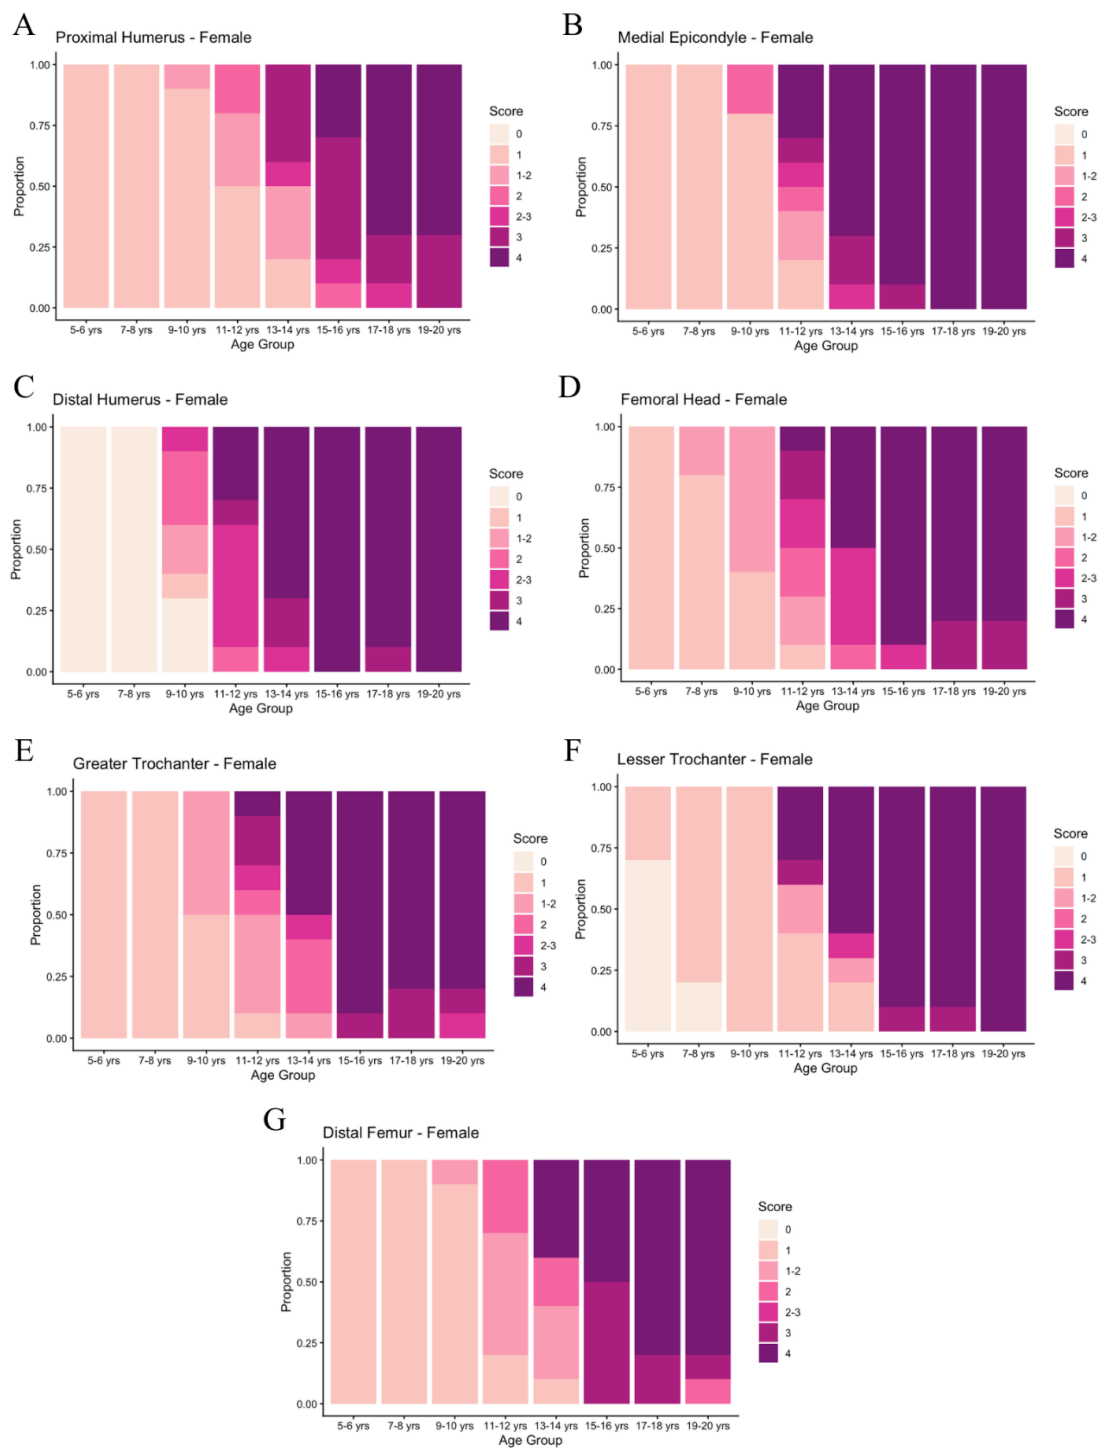 A
Proximal Humerus - Female
1.00
0.75
0.50
0.25
0.00
Proportion
5-6 yrs 7-8 yrs 9-10 yrs 11-12 yrs 13-14 yrs 15-16 yrs 17-18 yrs 19-20 yrs
Age Group
Score
0
1
1-2
2
2-3
3
4
B
Medial Epicondyle - Female
1.00
0.75
0.50
0.25
0.00
Proportion
5-6 yrs 7-8 yrs 9-10 yrs 11-12 yrs 13-14 yrs 15-16 yrs 17-18 yrs 19-20 yrs
Age Group
Score
0
1
1-2
2
2-3
3
4
C
Distal Humerus - Female
1.00
0.75
0.50
0.25
0.00
Proportion
5-6 yrs 7-8 yrs 9-10 yrs 11-12 yrs 13-14 yrs 15-16 yrs 17-18 yrs 19-20 yrs
Age Group
Score
0
1
1-2
2
2-3
3
4
D
Femoral Head - Female
1.00
0.75
0.50
0.25
0.00
Proportion
5-6 yrs 7-8 yrs 9-10 yrs 11-12 yrs 13-14 yrs 15-16 yrs 17-18 yrs 19-20 yrs
Age Group
Score
0
1
1-2
2
2-3
3
4
E
Greater Trochanter - Female
1.00
0.75
0.50
0.25
0.00
Proportion
5-6 yrs 7-8 yrs 9-10 yrs 11-12 yrs 13-14 yrs 15-16 yrs 17-18 yrs 19-20 yrs
Age Group
Score
0
1
1-2
2
2-3
3
4
F
Lesser Trochanter - Female
1.00
0.75
0.50
0.25
0.00
Proportion
5-6 yrs 7-8 yrs 9-10 yrs 11-12 yrs 13-14 yrs 15-16 yrs 17-18 yrs 19-20 yrs
Age Group
Score
0
1
1-2
2
2-3
3
4
G
Distal Femur - Female
1.00
0.75
0.50
0.25
0.00
Proportion
5-6 yrs 7-8 yrs 9-10 yrs 11-12 yrs 13-14 yrs 15-16 yrs 17-18 yrs 19-20 yrs
Age Group
Score
0
1
1-2
2
2-3
3
4